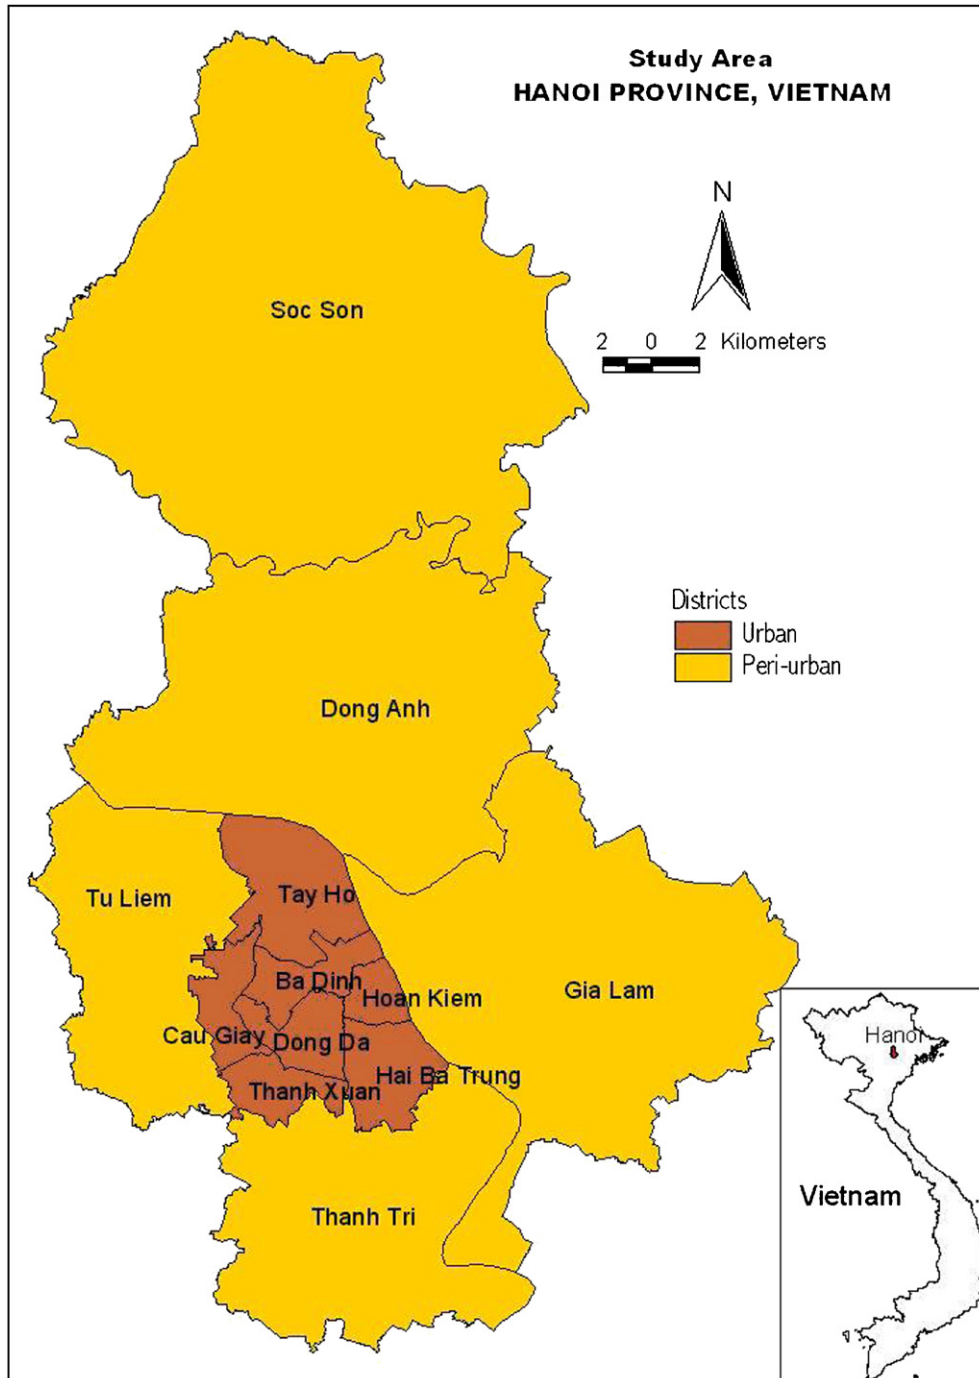 Study Area
HANOI PROVINCE, VIETNAM
N
2 0 2 Kilometers
Soc Son
Districts
Urban
Peri-urban
Dong Anh
Tu Liem
Tay Ho
Ba Dinh
Hoan Kiem
Gia Lam
Cau Giay
Dong Da
Hai Ba Trung
Thanh Xuan
Thanh Tri
Hanoi
Vietnam